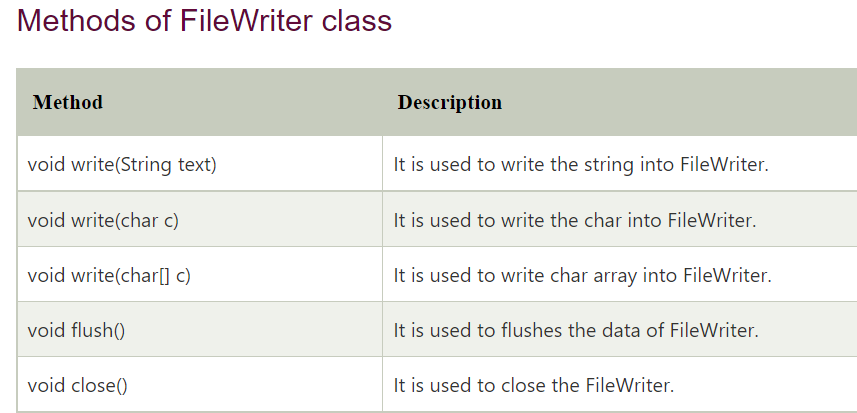 Methods of FileWriter class
Method Description
void write(String text) It is used to write the string into FileWriter.
void write(char c) It is used to write the char into FileWriter.
void write(char[] c) It is used to write char array into FileWriter.
void flush() It is used to flushes the data of FileWriter.
void close() It is used to close the FileWriter.